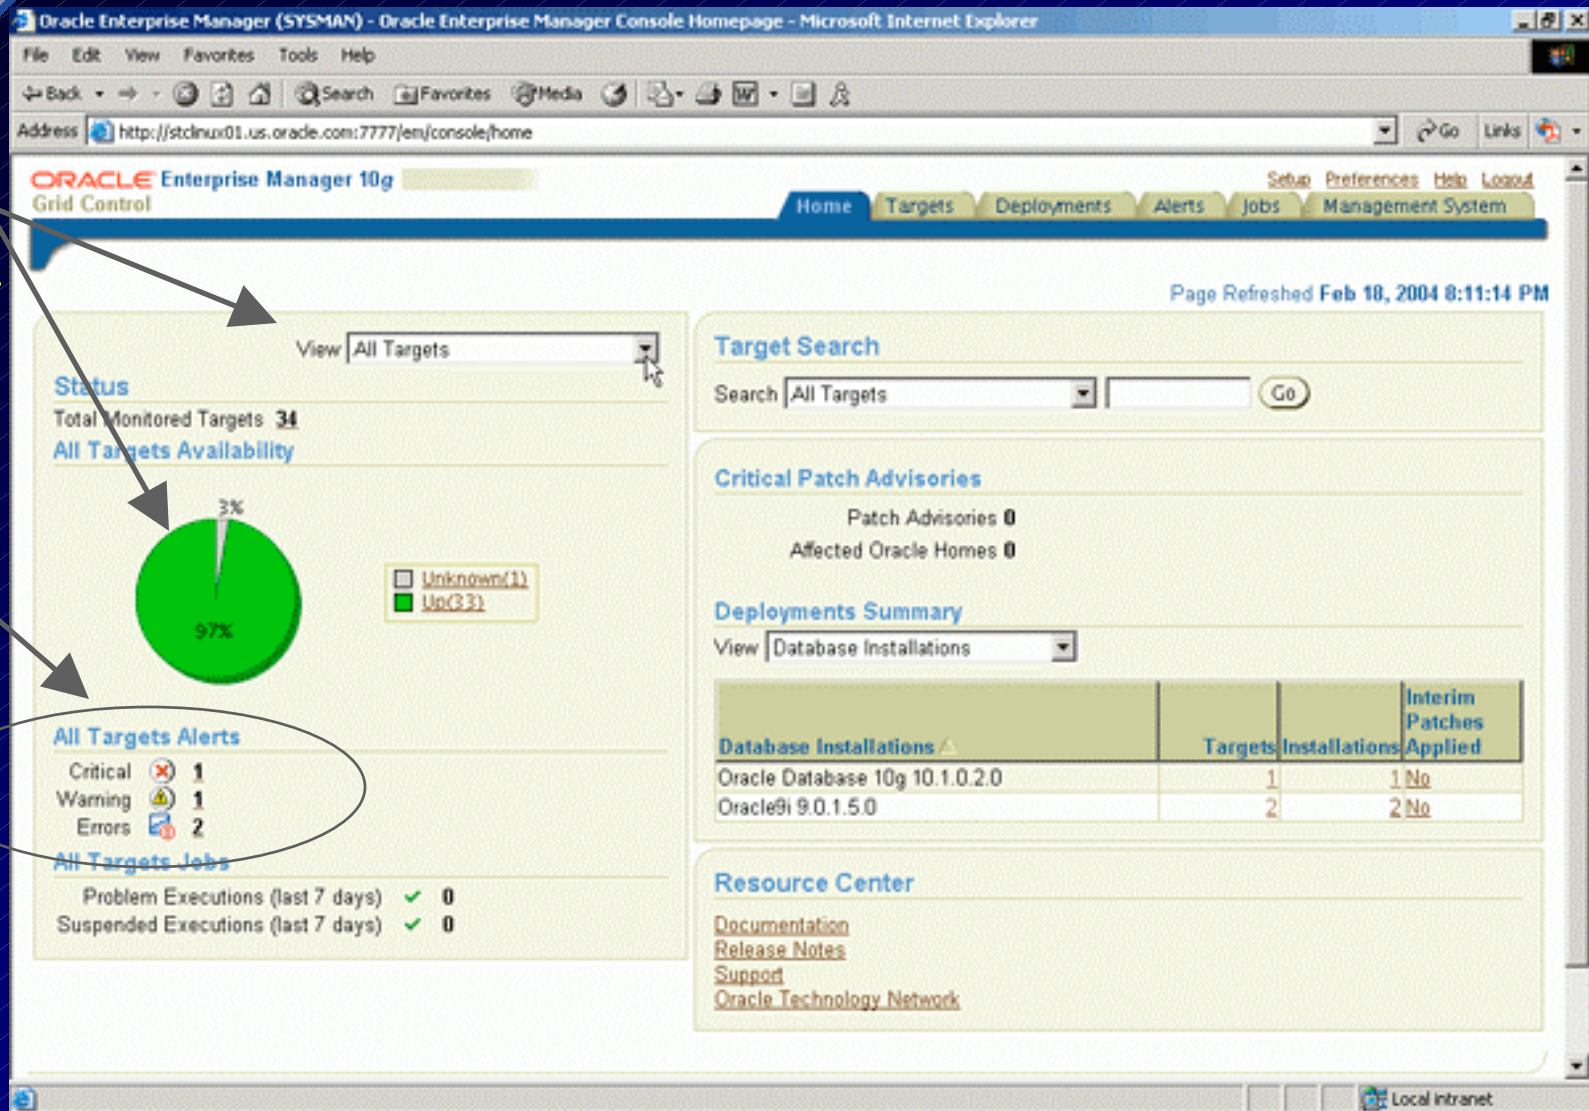 Oracle Enterprise Manager (SYSMAN) - Oracle Enterprise Manager Console Homepage - Microsoft Internet Explorer
File Edit View Favorites Tools Help
Back Search Favorites Media
Address http://stclinux01.us.oracle.com:7777/em/console/home Go Links
ORACLE Enterprise Manager 10g
Grid Control
Setup Preferences Help Logout
Home Targets Deployments Alerts Jobs Management System
Page Refreshed Feb 18, 2004 8:11:14 PM
View All Targets
Status
Total Monitored Targets 34
All Targets Availability
3%
97%
Unknown(1)
Up(33)
All Targets Alerts
Critical 1
Warning 1
Errors 2
All Targets Jobs
Problem Executions (last 7 days) 0
Suspended Executions (last 7 days) 0
Target Search
Search All Targets Go
Critical Patch Advisories
Patch Advisories 0
Affected Oracle Homes 0
Deployments Summary
View Database Installations
Database Installations Targets Installations Interim Patches Applied
Oracle Database 10g 10.1.0.2.0 1 1 No
Oracle9i 9.0.1.5.0 2 2 No
Resource Center
Documentation
Release Notes
Support
Oracle Technology Network
Local intranet